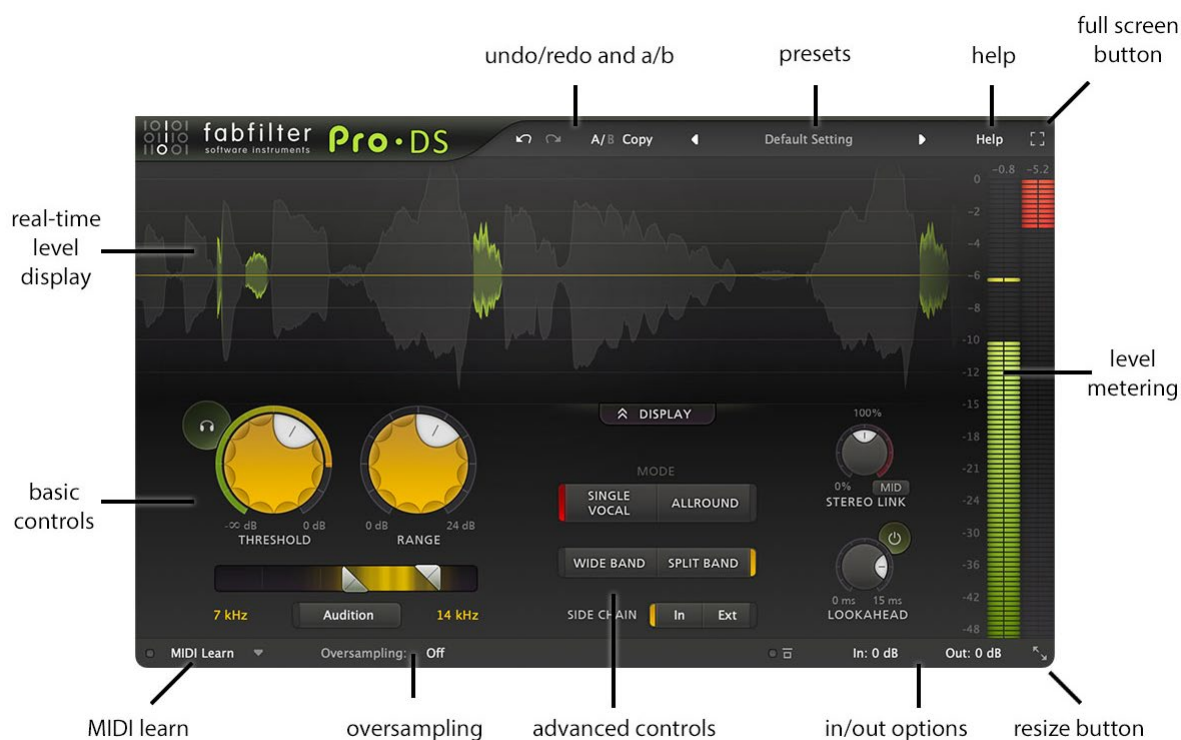 full screen
button
undo/redo and a/b
presets
help
fabfilter
software instruments
Pro·DS
A/B Copy
Default Setting
Help
-0.8 -5.2
0
-2
-4
-6
-8
-10
-12
-15
-18
-21
-24
-30
-36
-42
-48
real-time
level
display
level
metering
DISPLAY
basic
controls
-∞ dB 0 dB
THRESHOLD
0 dB 24 dB
RANGE
MODE
SINGLE
VOCAL
ALLROUND
WIDE BAND SPLIT BAND
SIDE CHAIN In Ext
100%
0% MID
STEREO LINK
0 ms 15 ms
LOOKAHEAD
7 kHz Audition 14 kHz
MIDI Learn Oversampling: Off In: 0 dB Out: 0 dB
MIDI learn
oversampling
advanced controls
in/out options
resize button